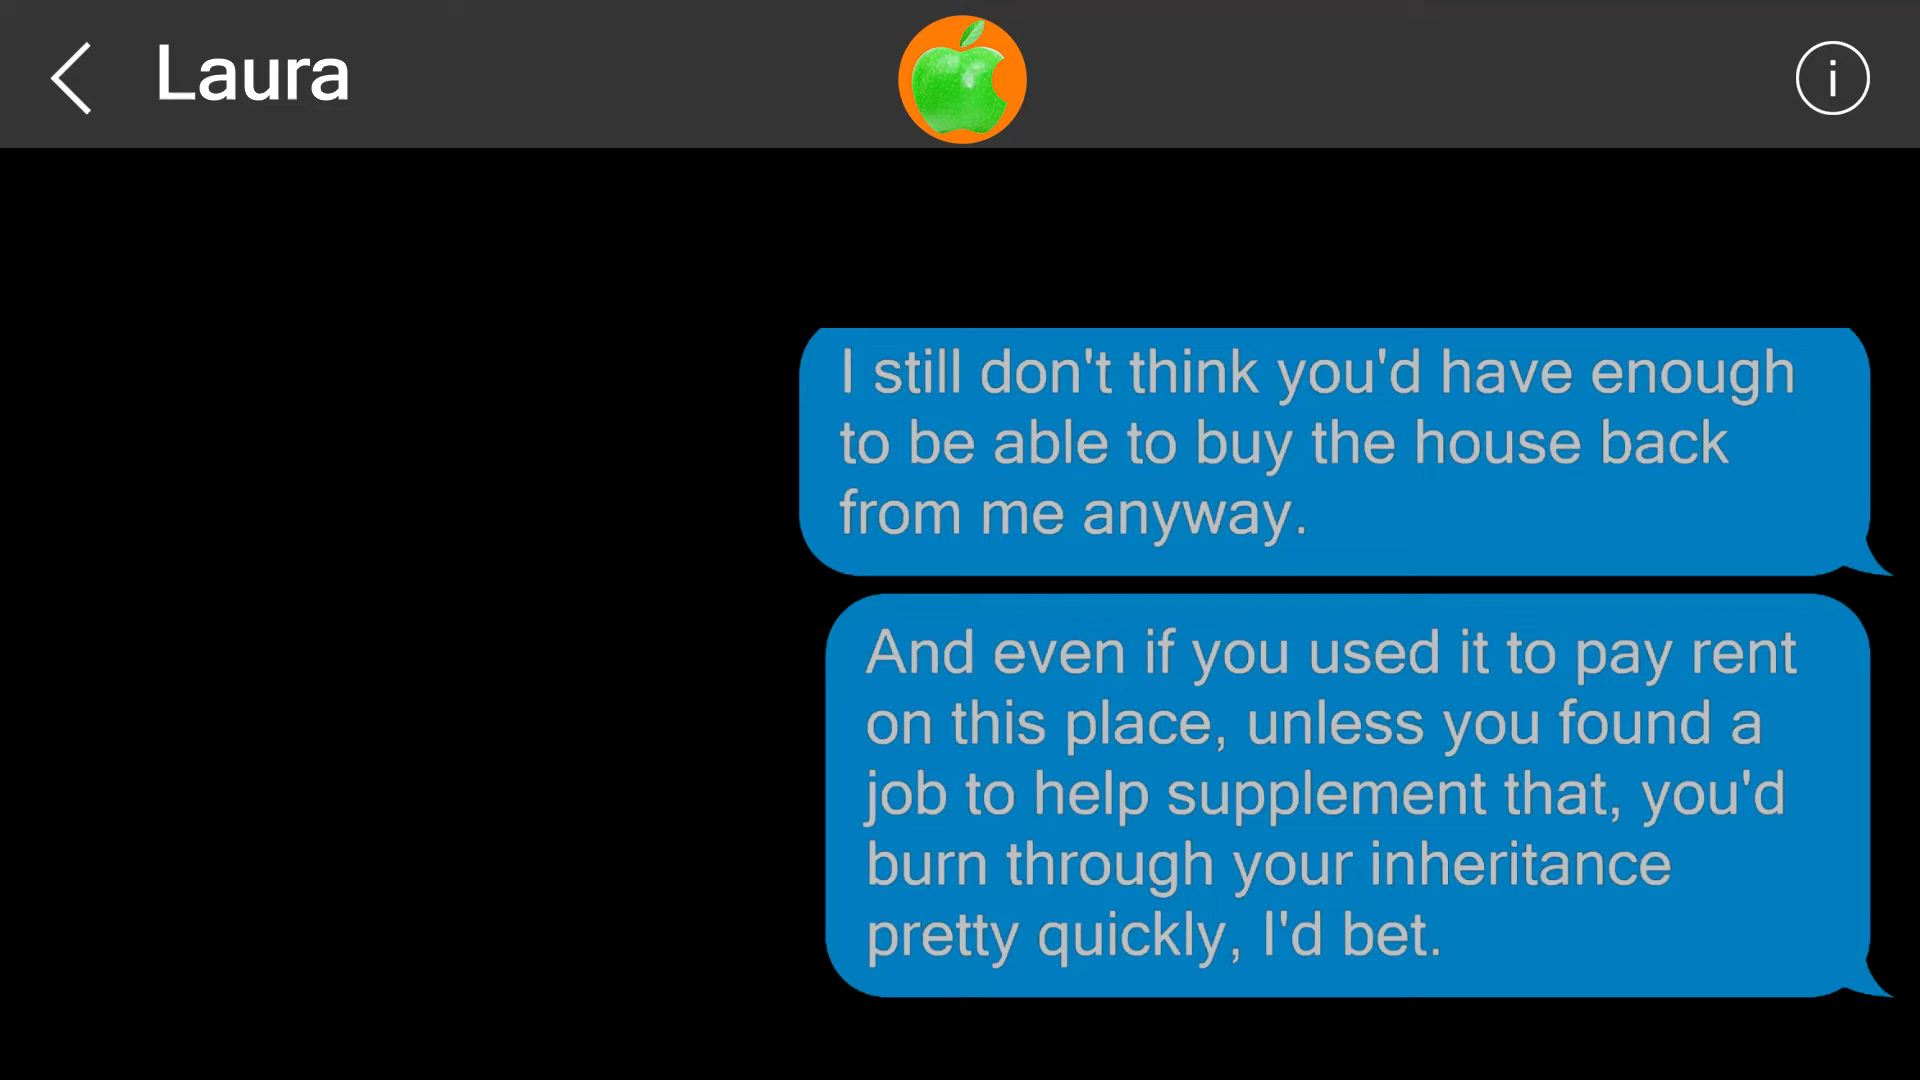 Laura
I still don't think you'd have enough
to be able to buy the house back
from me anyway.
And even if you used it to pay rent
on this place, unless you found a
job to help supplement that, you'd
burn through your inheritance
pretty quickly, I'd bet.